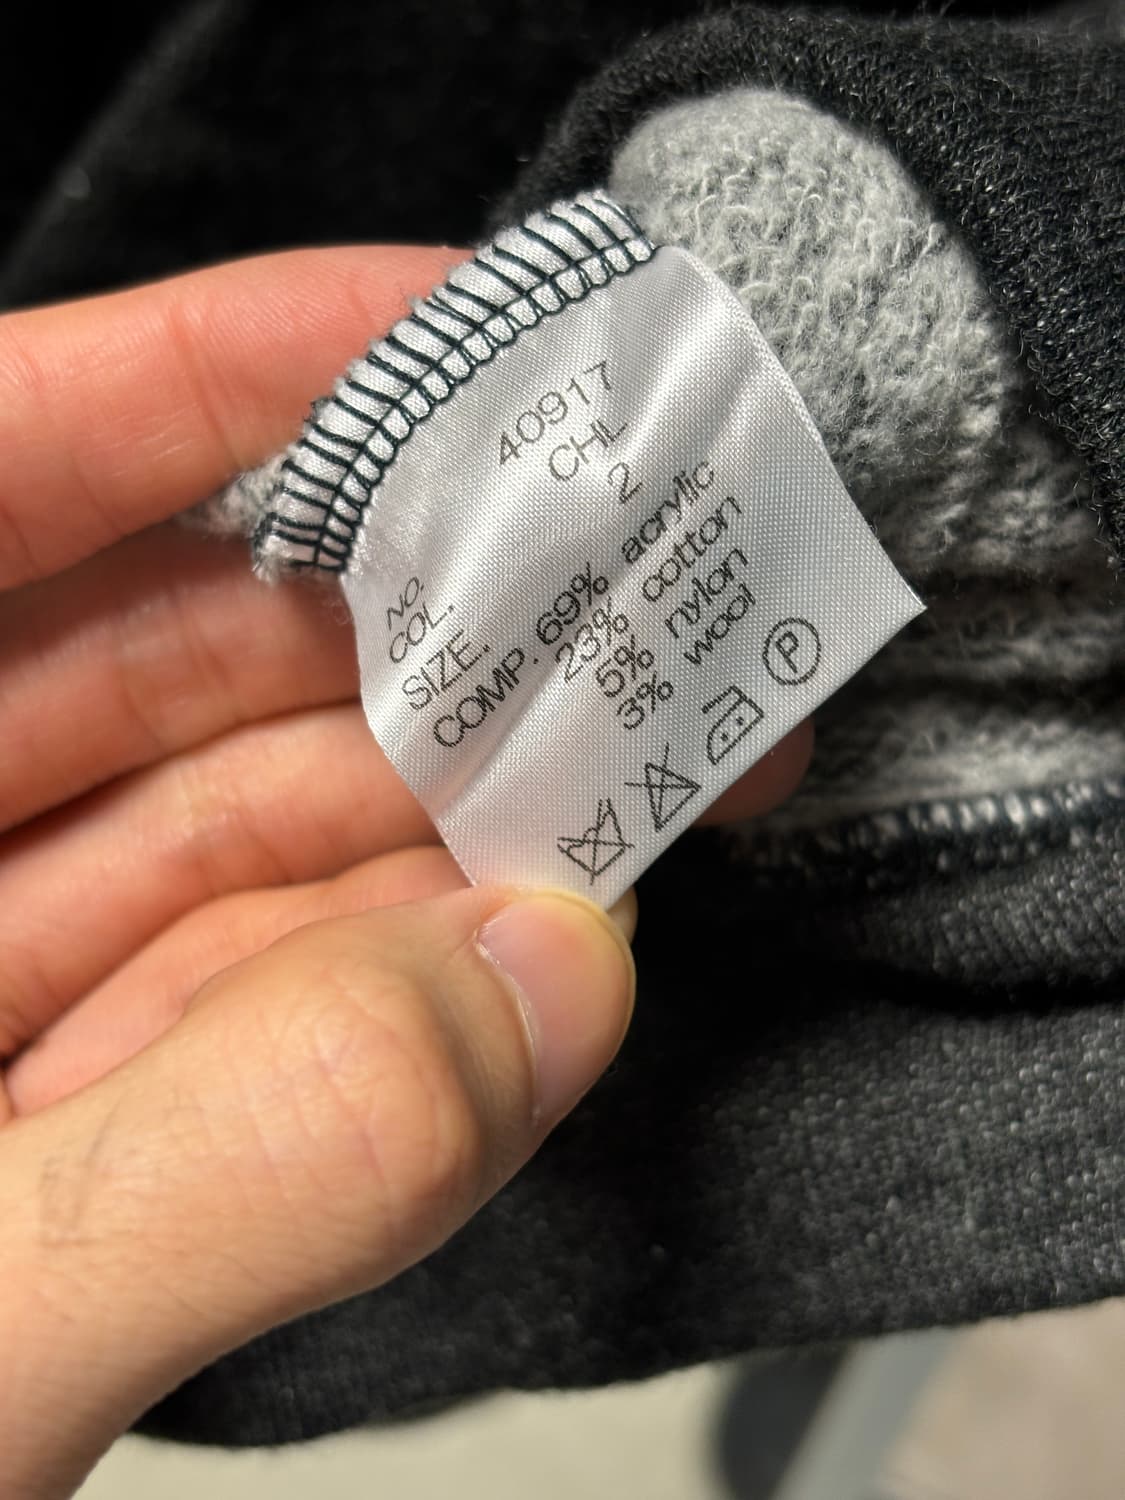 NO. 40917
COL. CHL
SIZE. 2
COMP. 69% acrylic
23% cotton
5% nylon
3% wool
P